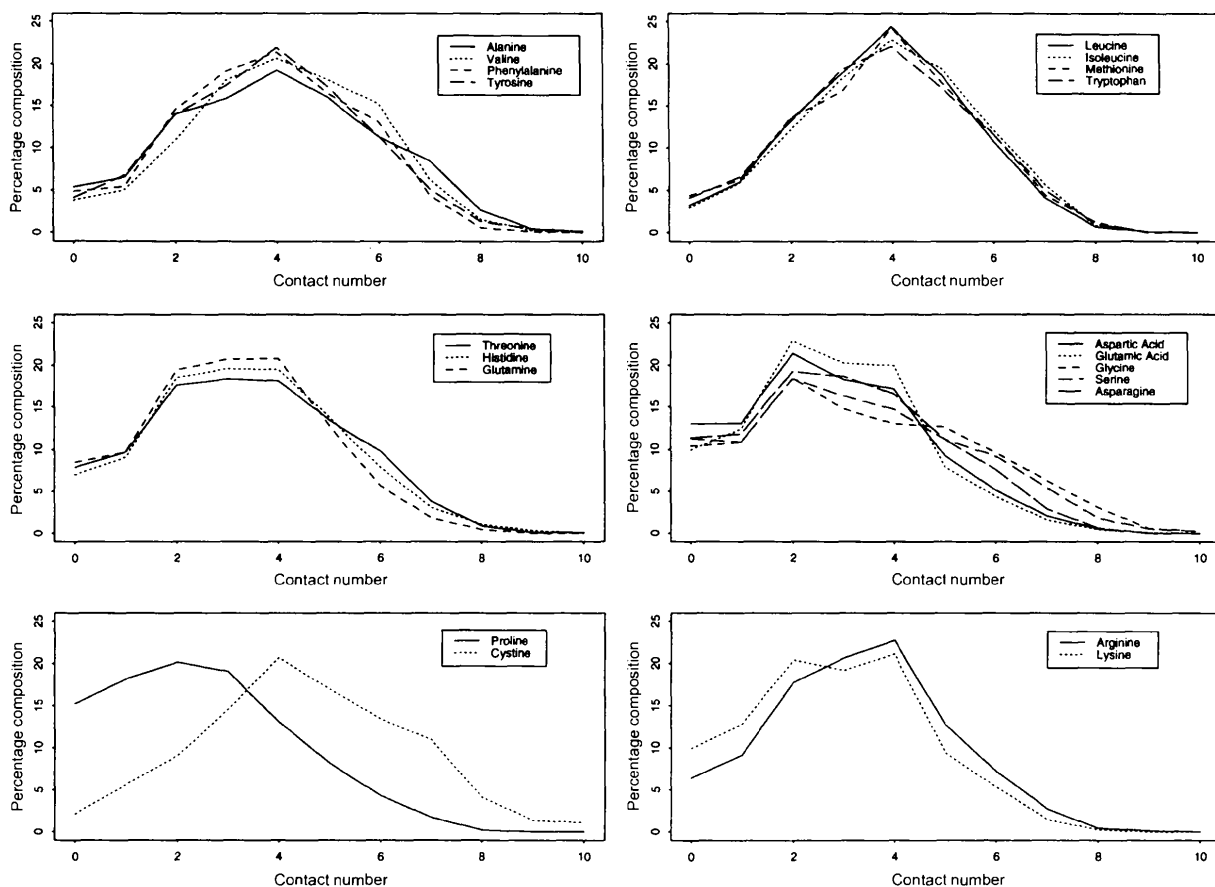 25
20
15
10
5
0
Percentage composition
Alanine
Valine
Phenylalanine
Tyrosine
0 2 4 6 8 10
Contact number
25
20
15
10
5
0
Percentage composition
Leucine
Isoleucine
Methionine
Tryptophan
0 2 4 6 8 10
Contact number
25
20
15
10
5
0
Percentage composition
Threonine
Histidine
Glutamine
0 2 4 6 8 10
Contact number
25
20
15
10
5
0
Percentage composition
Aspartic Acid
Glutamic Acid
Glycine
Serine
Asparagine
0 2 4 6 8 10
Contact number
25
20
15
10
5
0
Percentage composition
Proline
Cystine
0 2 4 6 8 10
Contact number
25
20
15
10
5
0
Percentage composition
Arginine
Lysine
0 2 4 6 8 10
Contact number